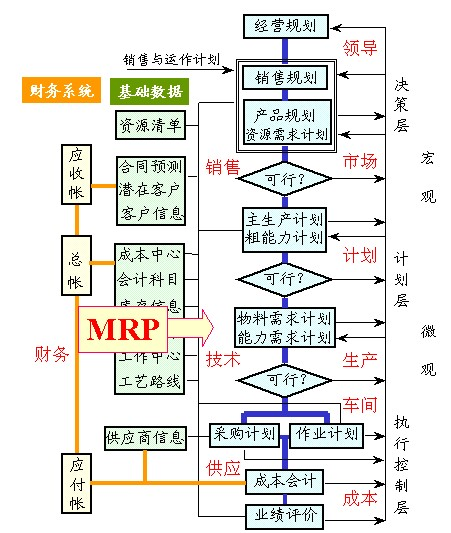 经营规划
领导
销售与运作计划
销售规划
财务系统
基础数据
产品规划
资源需求计划
决策层
资源清单
应收帐
合同预测
潜在客户
客户信息
销售
可行？
市场
宏观
主生产计划
粗能力计划
总帐
成本中心
会计科目
库存信息
计划
可行？
计划层
MRP
物料需求计划
能力需求计划
微观
财务
工作中心
工艺路线
技术
生产
可行？
车间
供应商信息
采购计划
作业计划
执行控制层
应付帐
供应
成本会计
成本
业绩评价